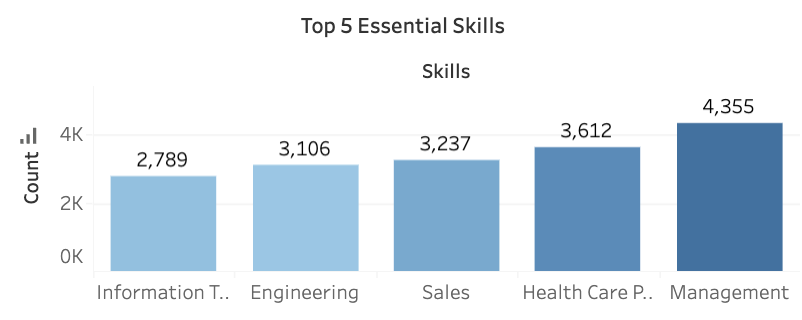 Top 5 Essential Skills
Skills
Count
4K
2K
0K
2,789
3,106
3,237
3,612
4,355
Information T..
Engineering
Sales
Health Care P..
Management